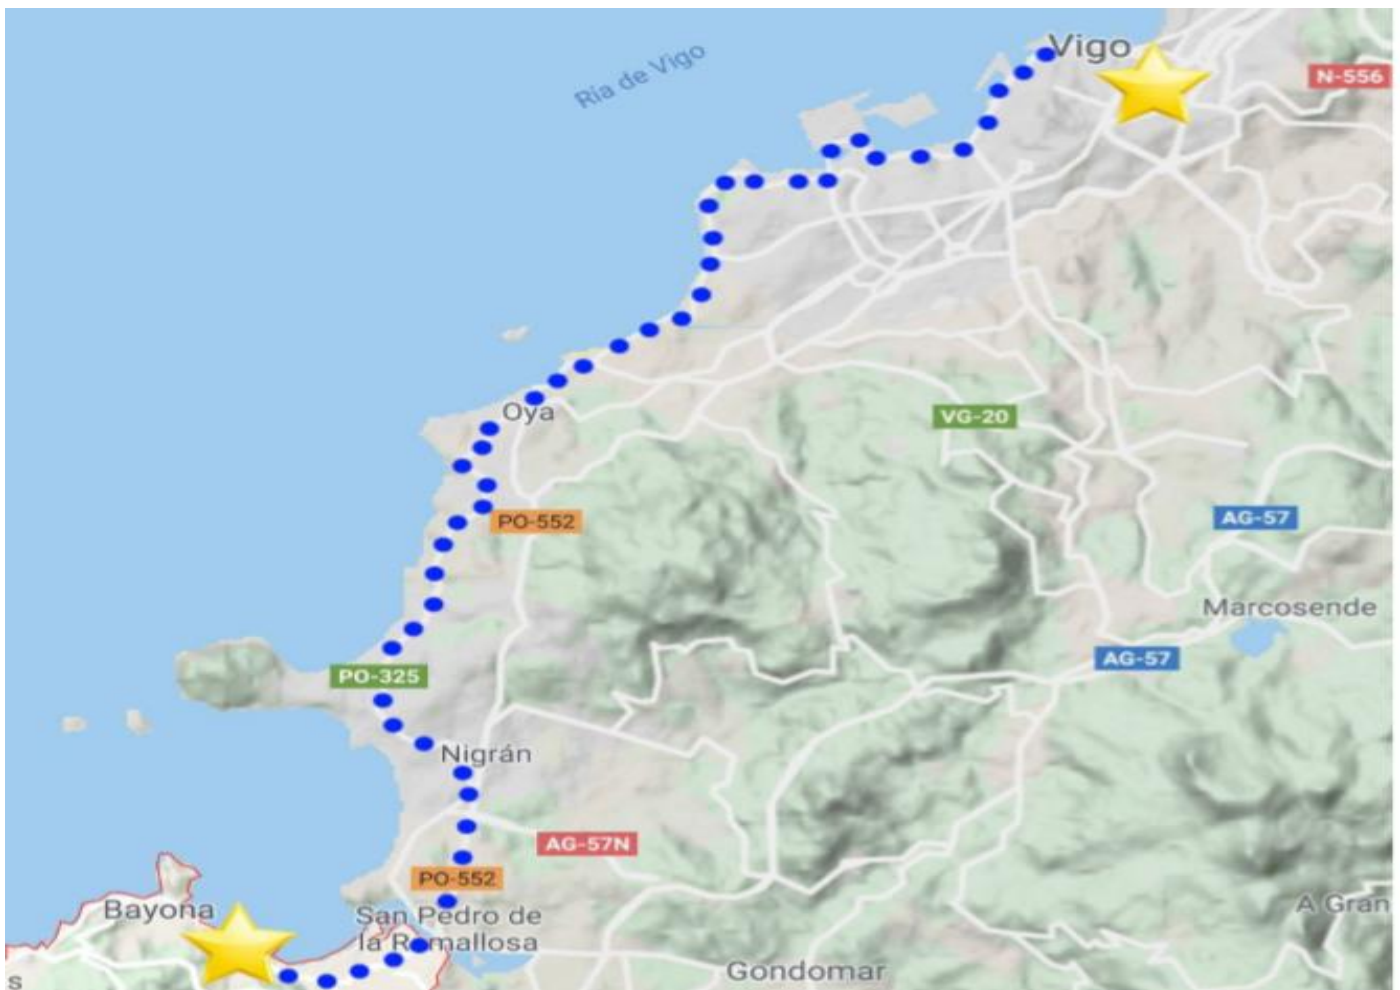 Vigo
Ria de Vigo
N-556
Oya
VG-20
PO-552
AG-57
Marcosende
AG-57
PO-325
Nigrán
AG-57N
PO-552
Bayona
San Pedro de
la Ramallosa
A Gran
Gondomar
s